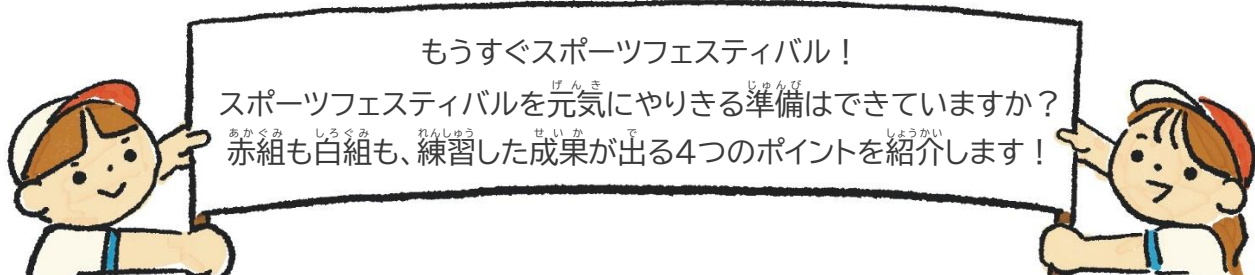 もうすぐスポーツフェスティバル！
スポーツフェスティバルを元気にやりきる準備はできていますか？
赤組も白組も、練習した成果が出る4つのポイントを紹介します！